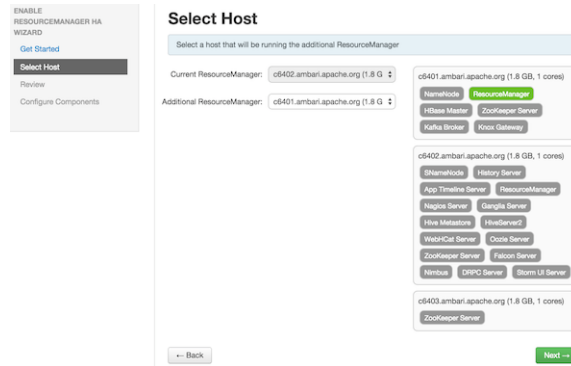 ENABLE
RESOURCEMANAGER HA
WIZARD
Get Started
Select Host
Review
Configure Components
Select Host
Select a host that will be running the additional ResourceManager
Current ResourceManager: c6402.ambari.apache.org (1.8 G
Additional ResourceManager: c6401.ambari.apache.org (1.8 G
c6401.ambari.apache.org (1.8 GB, 1 cores)
NameNode ResourceManager
HBase Master ZooKeeper Server
Kafka Broker Knox Gateway
c6402.ambari.apache.org (1.8 GB, 1 cores)
SNameNode History Server
App Timeline Server ResourceManager
Nagios Server Ganglia Server
Hive Metastore HiveServer2
WebHCat Server Oozie Server
ZooKeeper Server Falcon Server
Nimbus DRPC Server Storm UI Server
c6403.ambari.apache.org (1.8 GB, 1 cores)
ZooKeeper Server
← Back
Next →